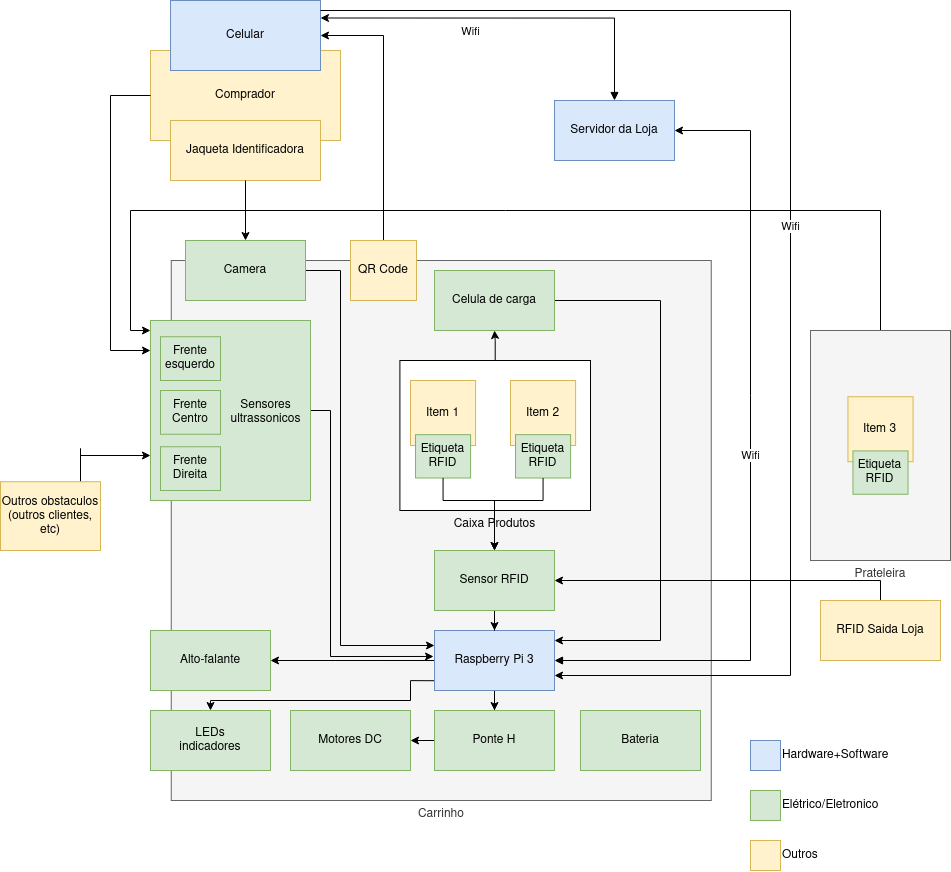 Celular
Wifi
Comprador
Servidor da Loja
Jaqueta Identificadora
Wifi
Camera
QR Code
Celula de carga
Frente
esquerdo
Frente
Centro
Sensores
ultrassonicos
Frente
Direita
Item 1
Item 2
Etiqueta
RFID
Etiqueta
RFID
Item 3
Etiqueta
RFID
Wifi
Outros obstaculos
(outros clientes,
etc)
Caixa Produtos
Sensor RFID
Prateleira
RFID Saida Loja
Alto-falante
Raspberry Pi 3
LEDs
indicadores
Motores DC
Ponte H
Bateria
Carrinho
Hardware+Software
Elétrico/Eletronico
Outros